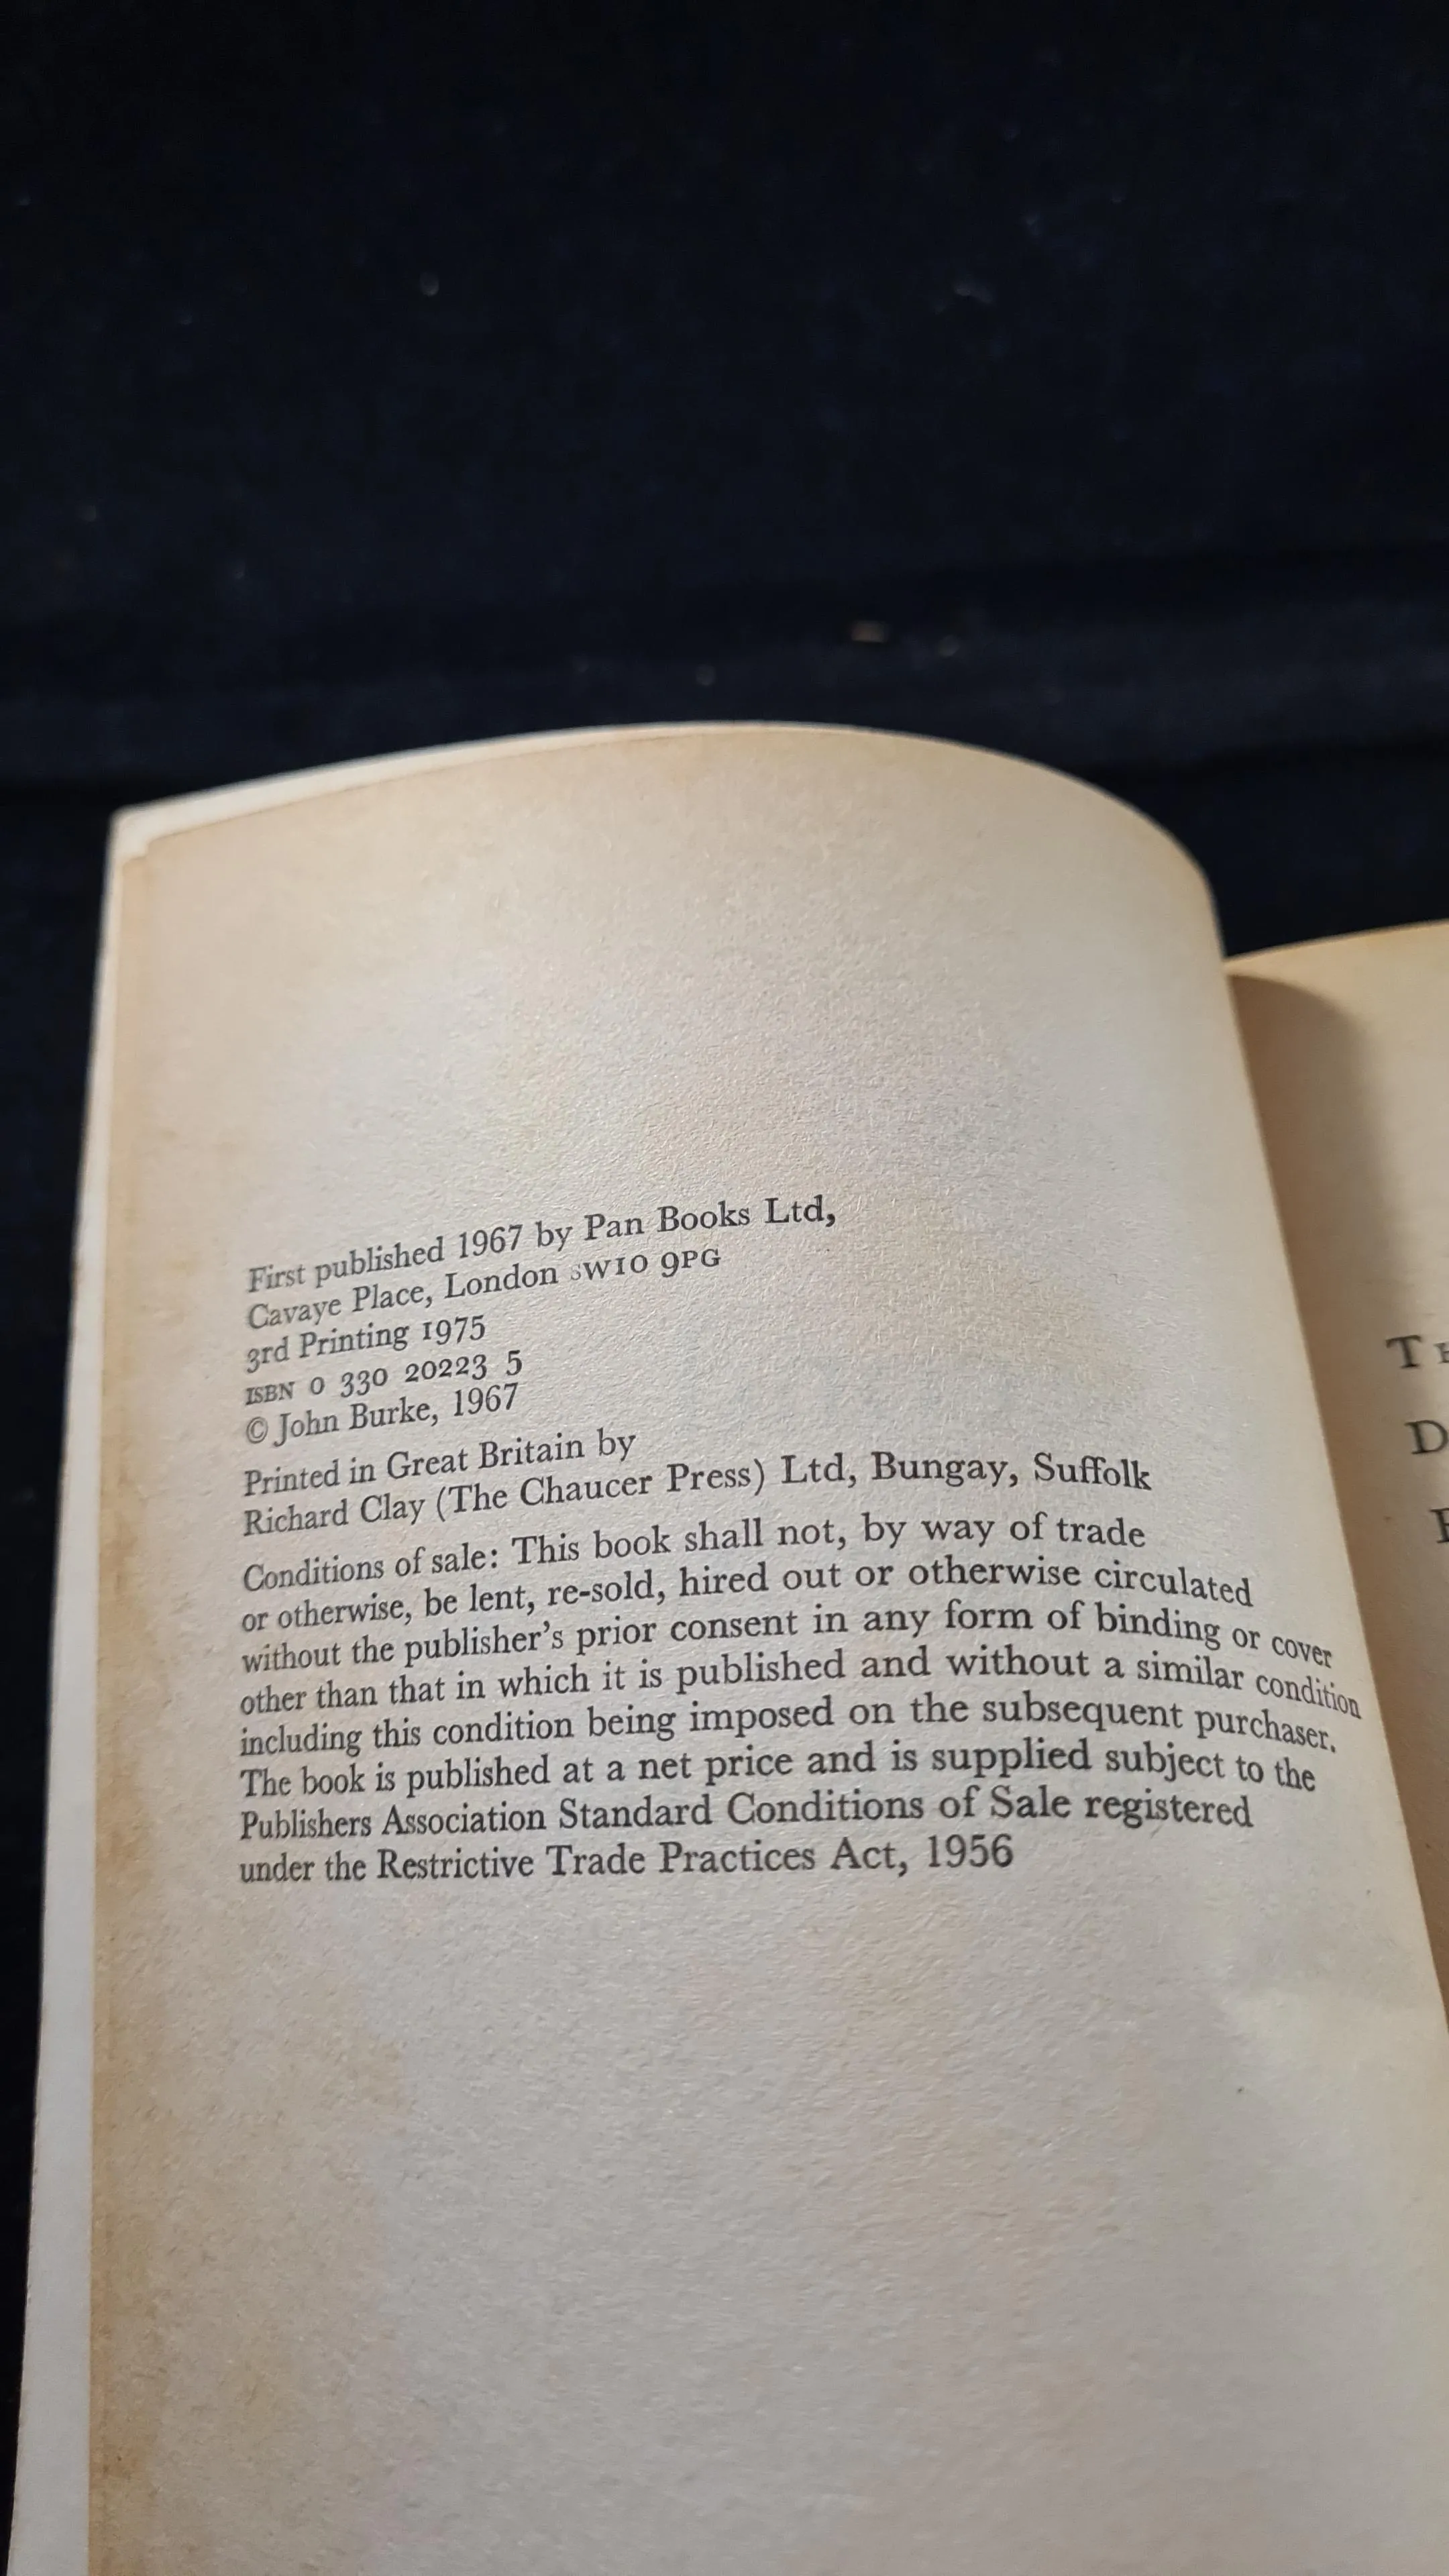 First published 1967 by Pan Books Ltd,
Cavaye Place, London SW10 9PG
3rd Printing 1975
ISBN 0 330 20223 5
© John Burke, 1967
Printed in Great Britain by
Richard Clay (The Chaucer Press) Ltd, Bungay, Suffolk
Conditions of sale: This book shall not, by way of trade
or otherwise, be lent, re-sold, hired out or otherwise circulated
without the publisher's prior consent in any form of binding or cover
other than that in which it is published and without a similar condition
including this condition being imposed on the subsequent purchaser.
The book is published at a net price and is supplied subject to the
Publishers Association Standard Conditions of Sale registered
under the Restrictive Trade Practices Act, 1956